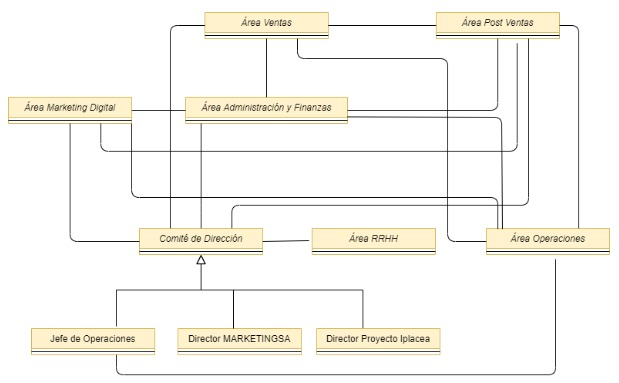 Área Ventas
Área Post Ventas
Área Marketing Digital
Área Administración y Finanzas
Comité de Dirección
Área RRHH
Área Operaciones
Jefe de Operaciones
Director MARKETINGSA
Director Proyecto Iplacea